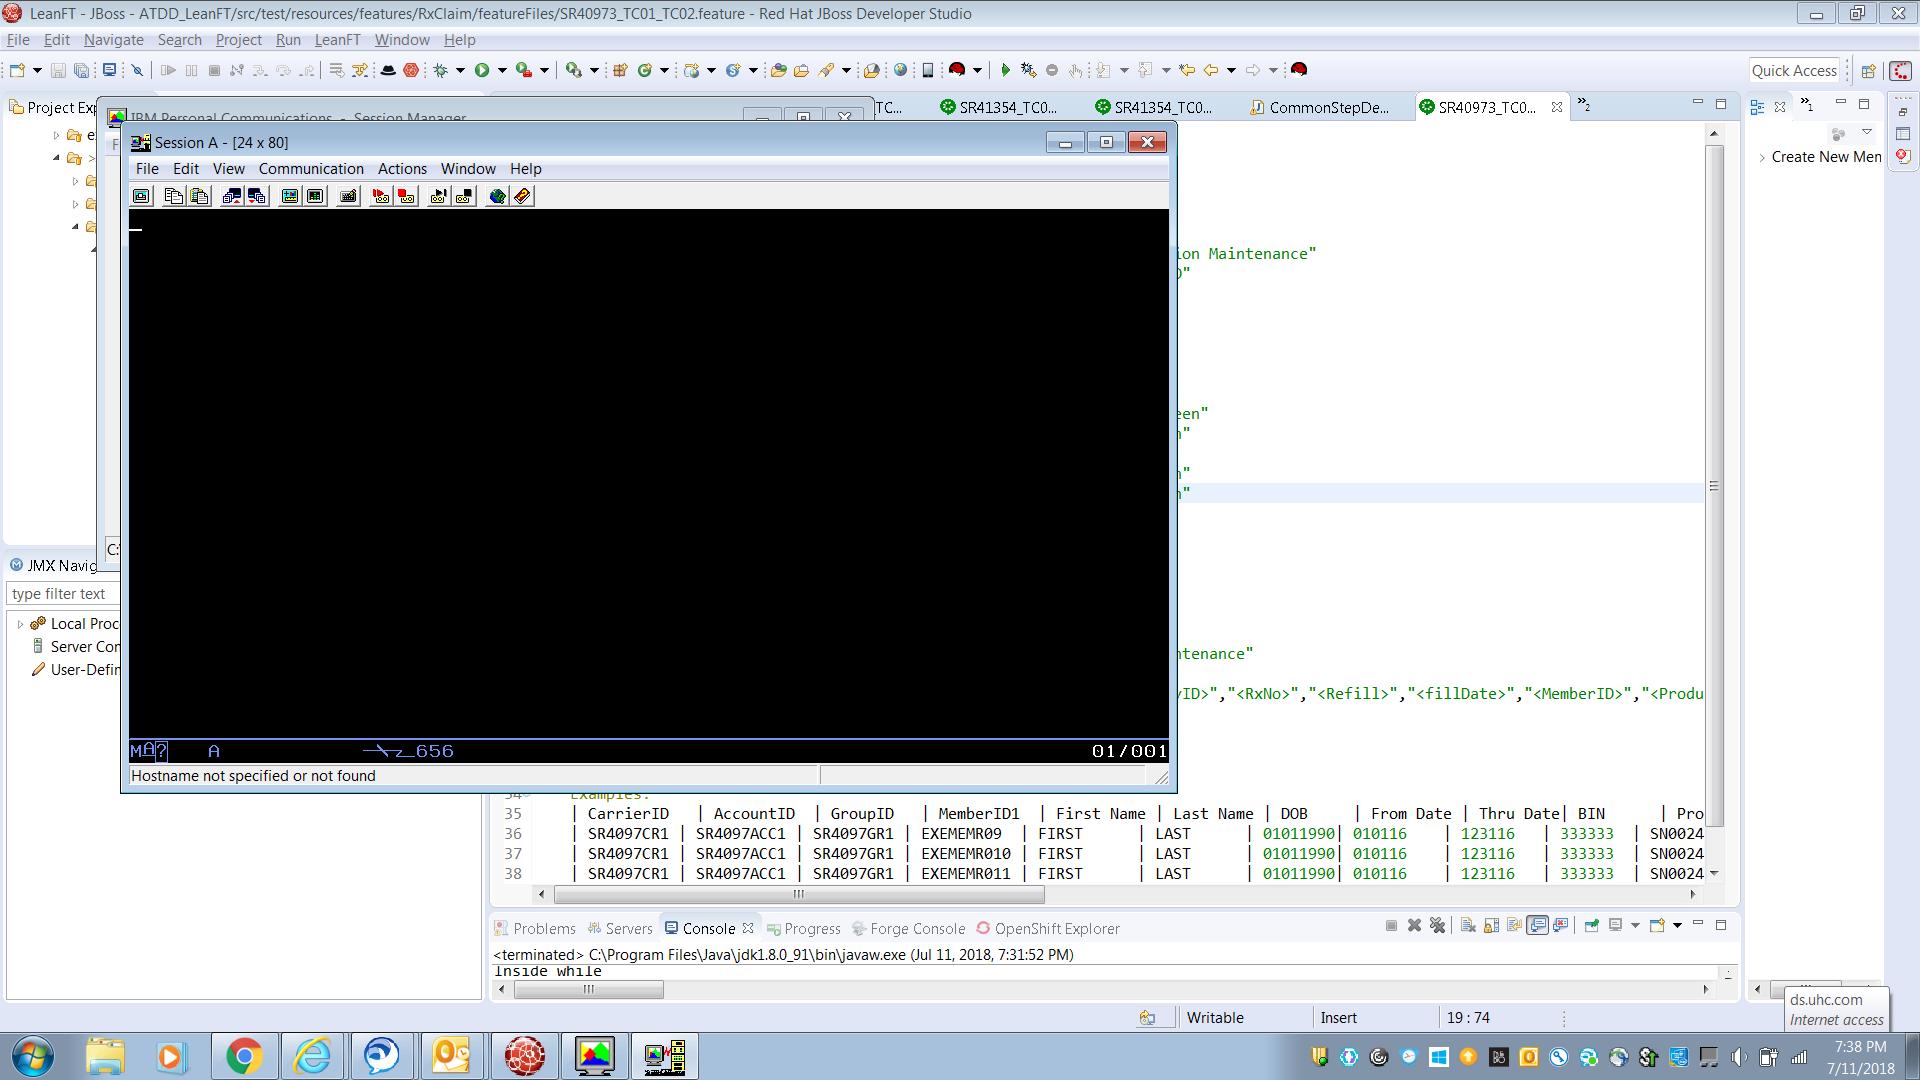 LeanFT - JBoss - ATDD_LeanFT/src/test/resources/features/RxClaim/featureFiles/SR40973_TC01_TC02.feature - Red Hat JBoss Developer Studio
File Edit Navigate Search Project Run LeanFT Window Help
Quick Access
Project Exp
IBM Personal Communications - Session Manager
TC...
SR41354_TC0...
SR41354_TC0...
CommonStepDe...
SR40973_TC0...
»2
»1
Session A - [24 x 80]
File Edit View Communication Actions Window Help
Create New Mer
ion Maintenance"
een"
n"
n"
n"
C:
JMX Navig
type filter text
Local Proc
Server Con
User-Defin
ntenance"
yID>","<RxNo>","<Refill>","<fillDate>","<MemberID>","<Produ
MA? A 656 01/001
Hostname not specified or not found
34 Examples:
35 | CarrierID | AccountID | GroupID | MemberID1 | First Name | Last Name | DOB | From Date | Thru Date| BIN | Pro
36 | SR4097CR1 | SR4097ACC1 | SR4097GR1 | EXEMEMR09 | FIRST | LAST | 01011990| 010116 | 123116 | 333333 | SN0024
37 | SR4097CR1 | SR4097ACC1 | SR4097GR1 | EXEMEMR010 | FIRST | LAST | 01011990| 010116 | 123116 | 333333 | SN0024
38 | SR4097CR1 | SR4097ACC1 | SR4097GR1 | EXEMEMR011 | FIRST | LAST | 01011990| 010116 | 123116 | 333333 | SN0024
Problems Servers Console Progress Forge Console OpenShift Explorer
<terminated> C:\Program Files\Java\jdk1.8.0_91\bin\javaw.exe (Jul 11, 2018, 7:31:52 PM)
Inside while
ds.uhc.com
Internet access
Writable
Insert
19 : 74
7:38 PM
7/11/2018